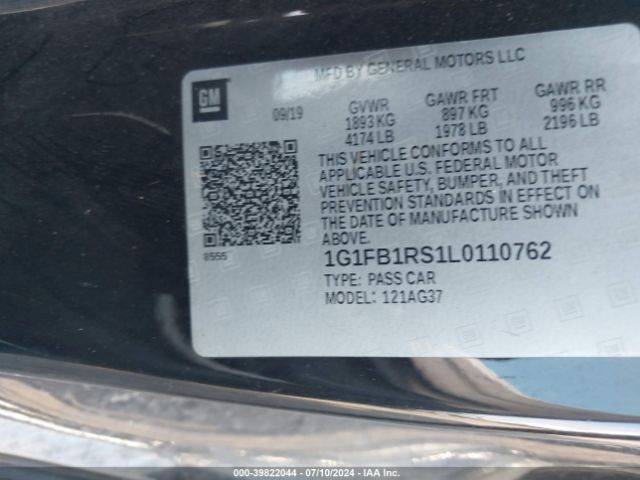 MFD BY GENERAL MOTORS LLC
GM
09/19
GVWR
1893 KG
4174 LB
GAWR FRT
897 KG
1978 LB
GAWR RR
996 KG
2196 LB
THIS VEHICLE CONFORMS TO ALL
APPLICABLE U.S. FEDERAL MOTOR
VEHICLE SAFETY, BUMPER, AND THEFT
PREVENTION STANDARDS IN EFFECT ON
THE DATE OF MANUFACTURE SHOWN
ABOVE.
8555
1G1FB1RS1L0110762
TYPE: PASS CAR
MODEL: 121AG37
000-39822044 / 07/10/2024 - IAA Inc.